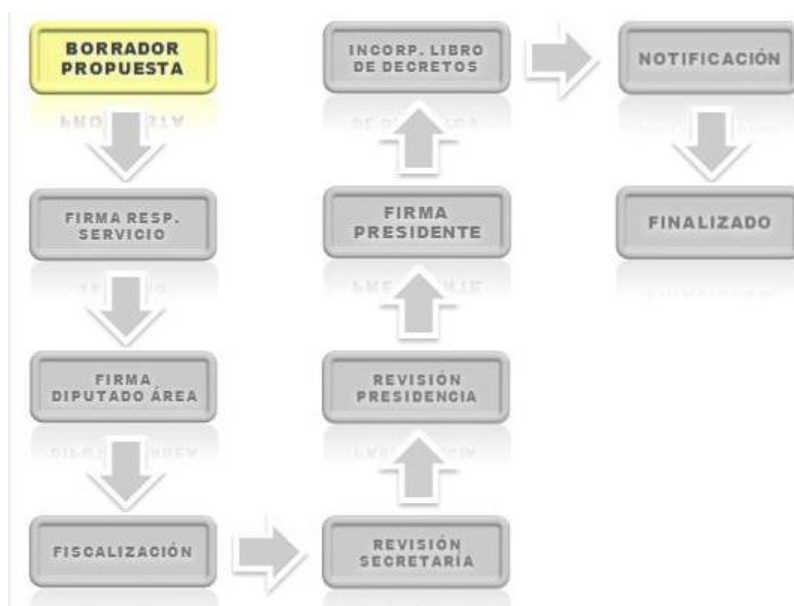 BORRADOR
PROPUESTA
FIRMA RESP.
SERVICIO
FIRMA
DIPUTADO ÁREA
FISCALIZACIÓN
REVISIÓN
SECRETARÍA
REVISIÓN
PRESIDENCIA
FIRMA
PRESIDENTE
INCORP. LIBRO
DE DECRETOS
NOTIFICACIÓN
FINALIZADO